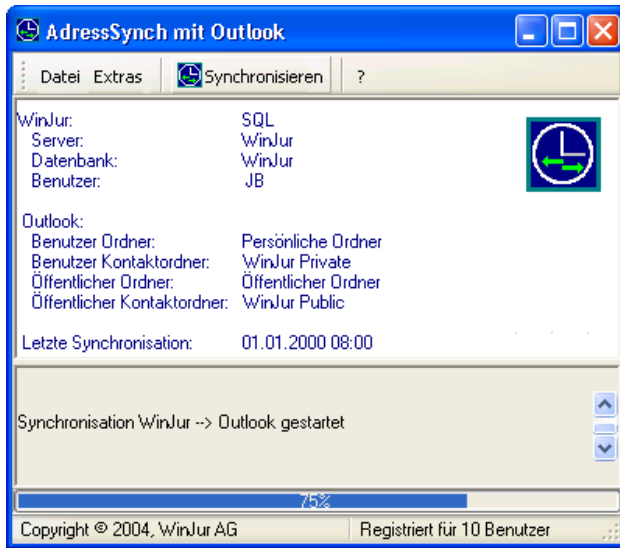 AdressSynch mit Outlook
Datei Extras Synchronisieren ?
WinJur: SQL
Server: WinJur
Datenbank: WinJur
Benutzer: JB
Outlook:
Benutzer Ordner: Persönliche Ordner
Benutzer Kontaktordner: WinJur Private
Öffentlicher Ordner: Öffentlicher Ordner
Öffentlicher Kontaktordner: WinJur Public
Letzte Synchronisation: 01.01.2000 08:00
Synchronisation WinJur --> Outlook gestartet
75%
Copyright © 2004, WinJur AG Registriert für 10 Benutzer